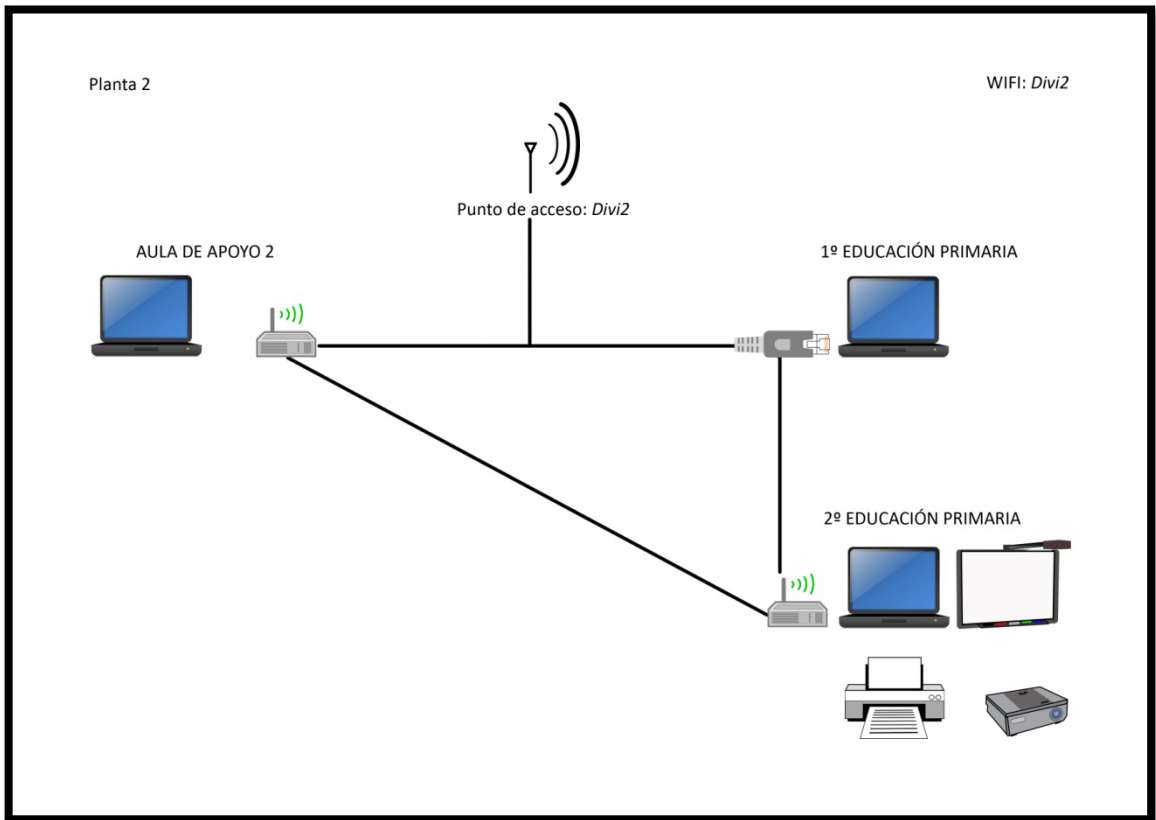 Planta 2
WIFI: Divi2
Punto de acceso: Divi2
AULA DE APOYO 2
1º EDUCACIÓN PRIMARIA
2º EDUCACIÓN PRIMARIA